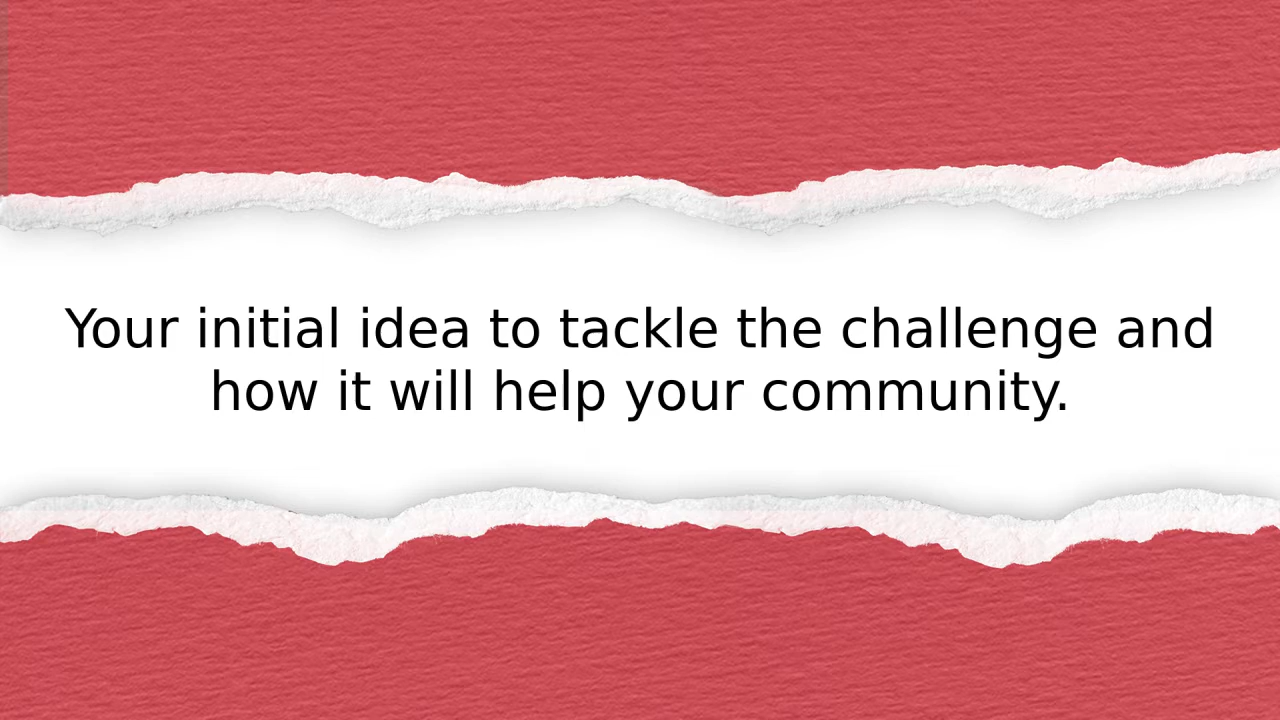 Your initial idea to tackle the challenge and
how it will help your community.